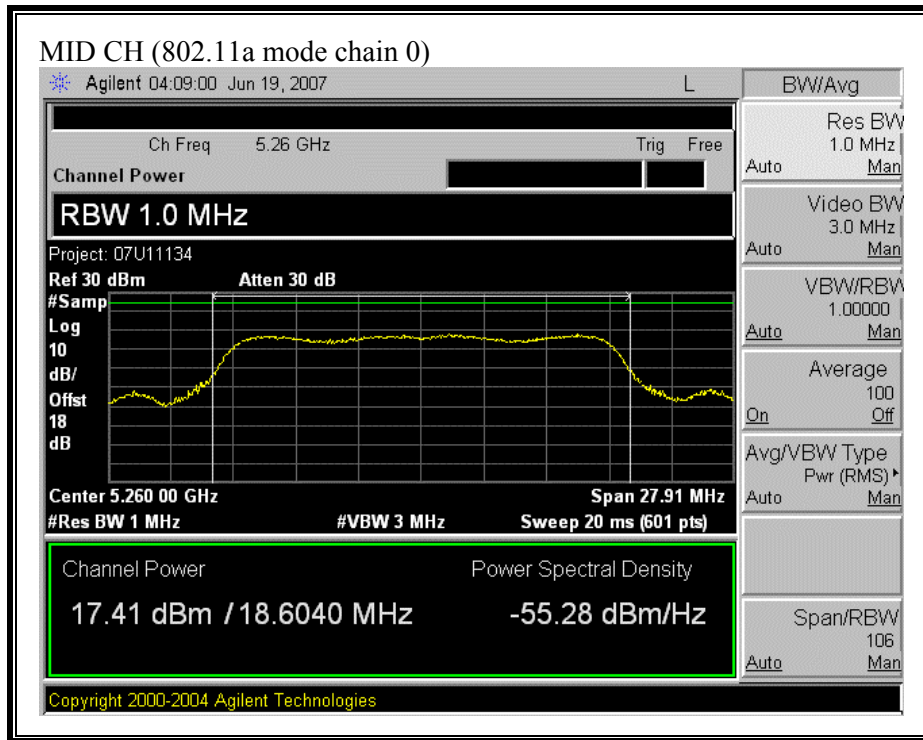 MID CH (802.11a mode chain 0)
Agilent 04:09:00 Jun 19, 2007 L
BW/Avg
Ch Freq 5.26 GHz Trig Free
Channel Power
RBW 1.0 MHz
Project: 07U11134
Ref 30 dBm Atten 30 dB
#Samp
Log
10
dB/
Offst
18
dB
Center 5.260 00 GHz Span 27.91 MHz
#Res BW 1 MHz #VBW 3 MHz Sweep 20 ms (601 pts)
Channel Power Power Spectral Density
17.41 dBm / 18.6040 MHz -55.28 dBm/Hz
Copyright 2000-2004 Agilent Technologies
Res BW
1.0 MHz
Auto Man
Video BW
3.0 MHz
Auto Man
VBW/RBW
1.00000
Auto Man
Average
100
On Off
Avg/VBW Type
Pwr (RMS)
Auto Man
Span/RBW
106
Auto Man